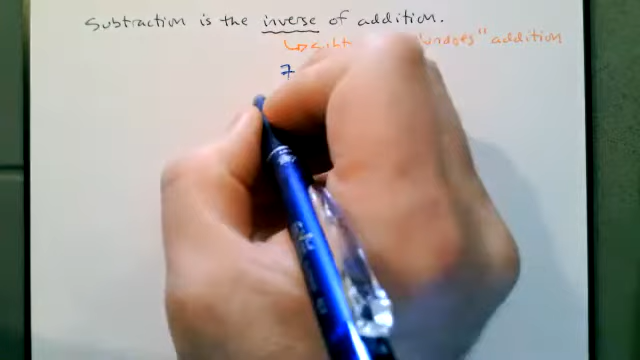 Subtraction is the inverse of addition.
"undoes" addition
7